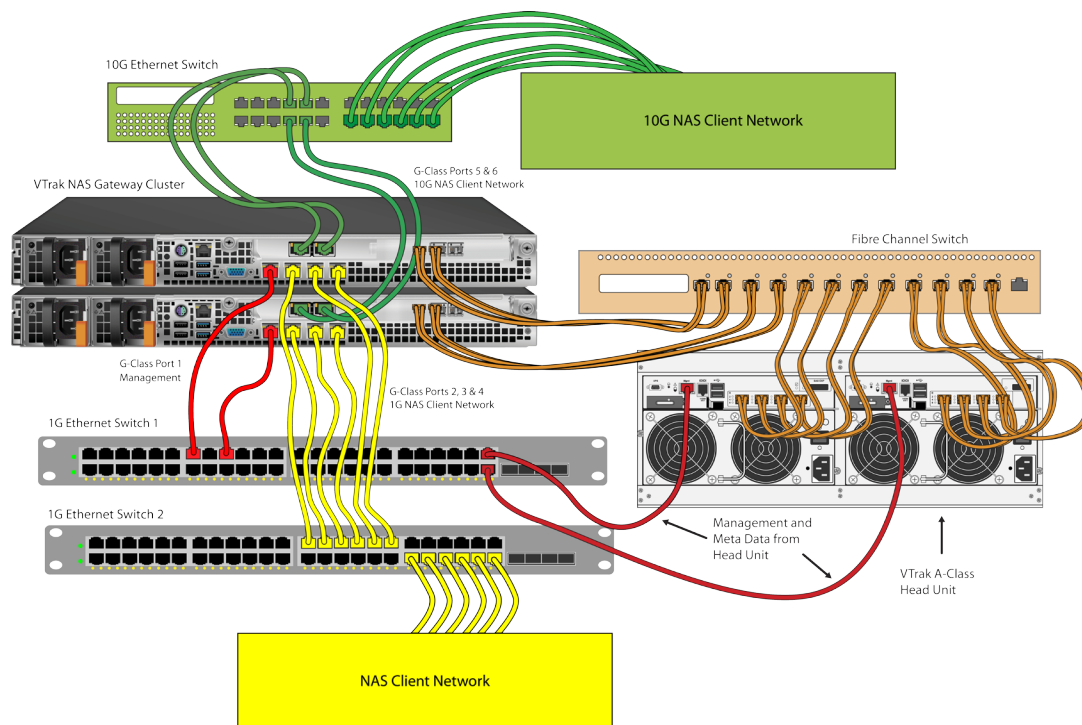 10G Ethernet Switch
10G NAS Client Network
G-Class Ports 5 & 6
10G NAS Client Network
VTrak NAS Gateway Cluster
Fibre Channel Switch
G-Class Port 1
Management
G-Class Ports 2, 3 & 4
1G NAS Client Network
1G Ethernet Switch 1
1G Ethernet Switch 2
Management and
Meta Data from
Head Unit
VTrak A-Class
Head Unit
NAS Client Network